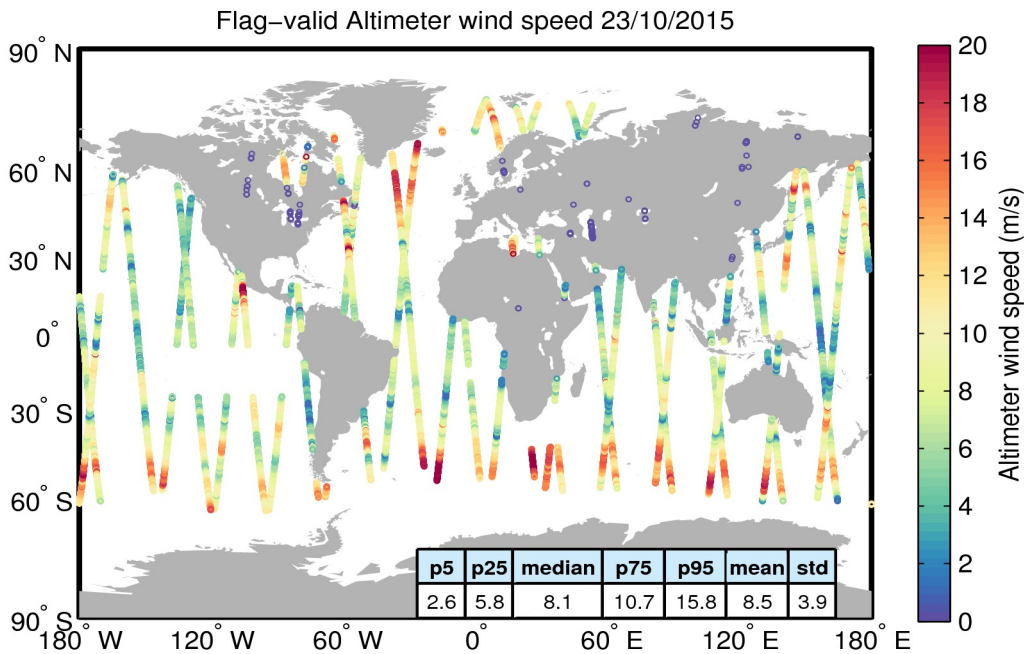 Flag−valid Altimeter wind speed 23/10/2015
90° N
60° N
30° N
0°
30° S
60° S
90° S
180° W
120° W
60° W
0°
60° E
120° E
180° E
p5 p25 median p75 p95 mean std
2.6 5.8 8.1 10.7 15.8 8.5 3.9
20
18
16
14
12
10
8
6
4
2
0
Altimeter wind speed (m/s)